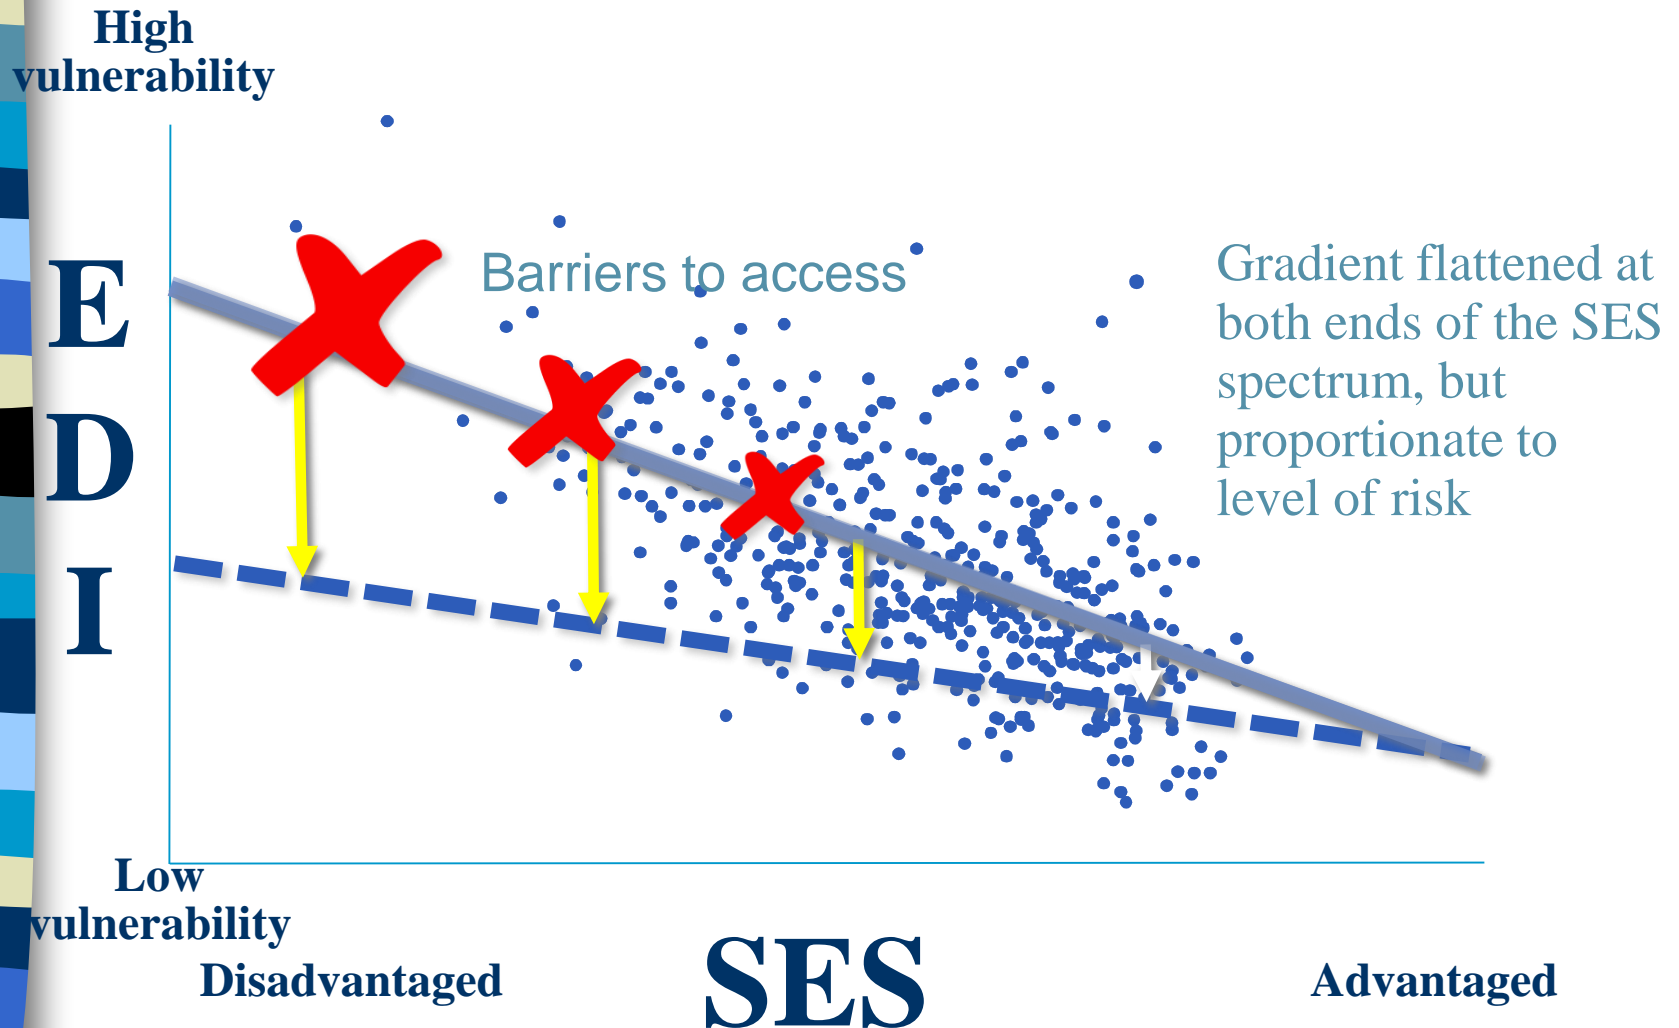 High
vulnerability
E
D
I
Barriers to access
Gradient flattened at
both ends of the SES
spectrum, but
proportionate to
level of risk
Low
vulnerability
Disadvantaged
SES
Advantaged